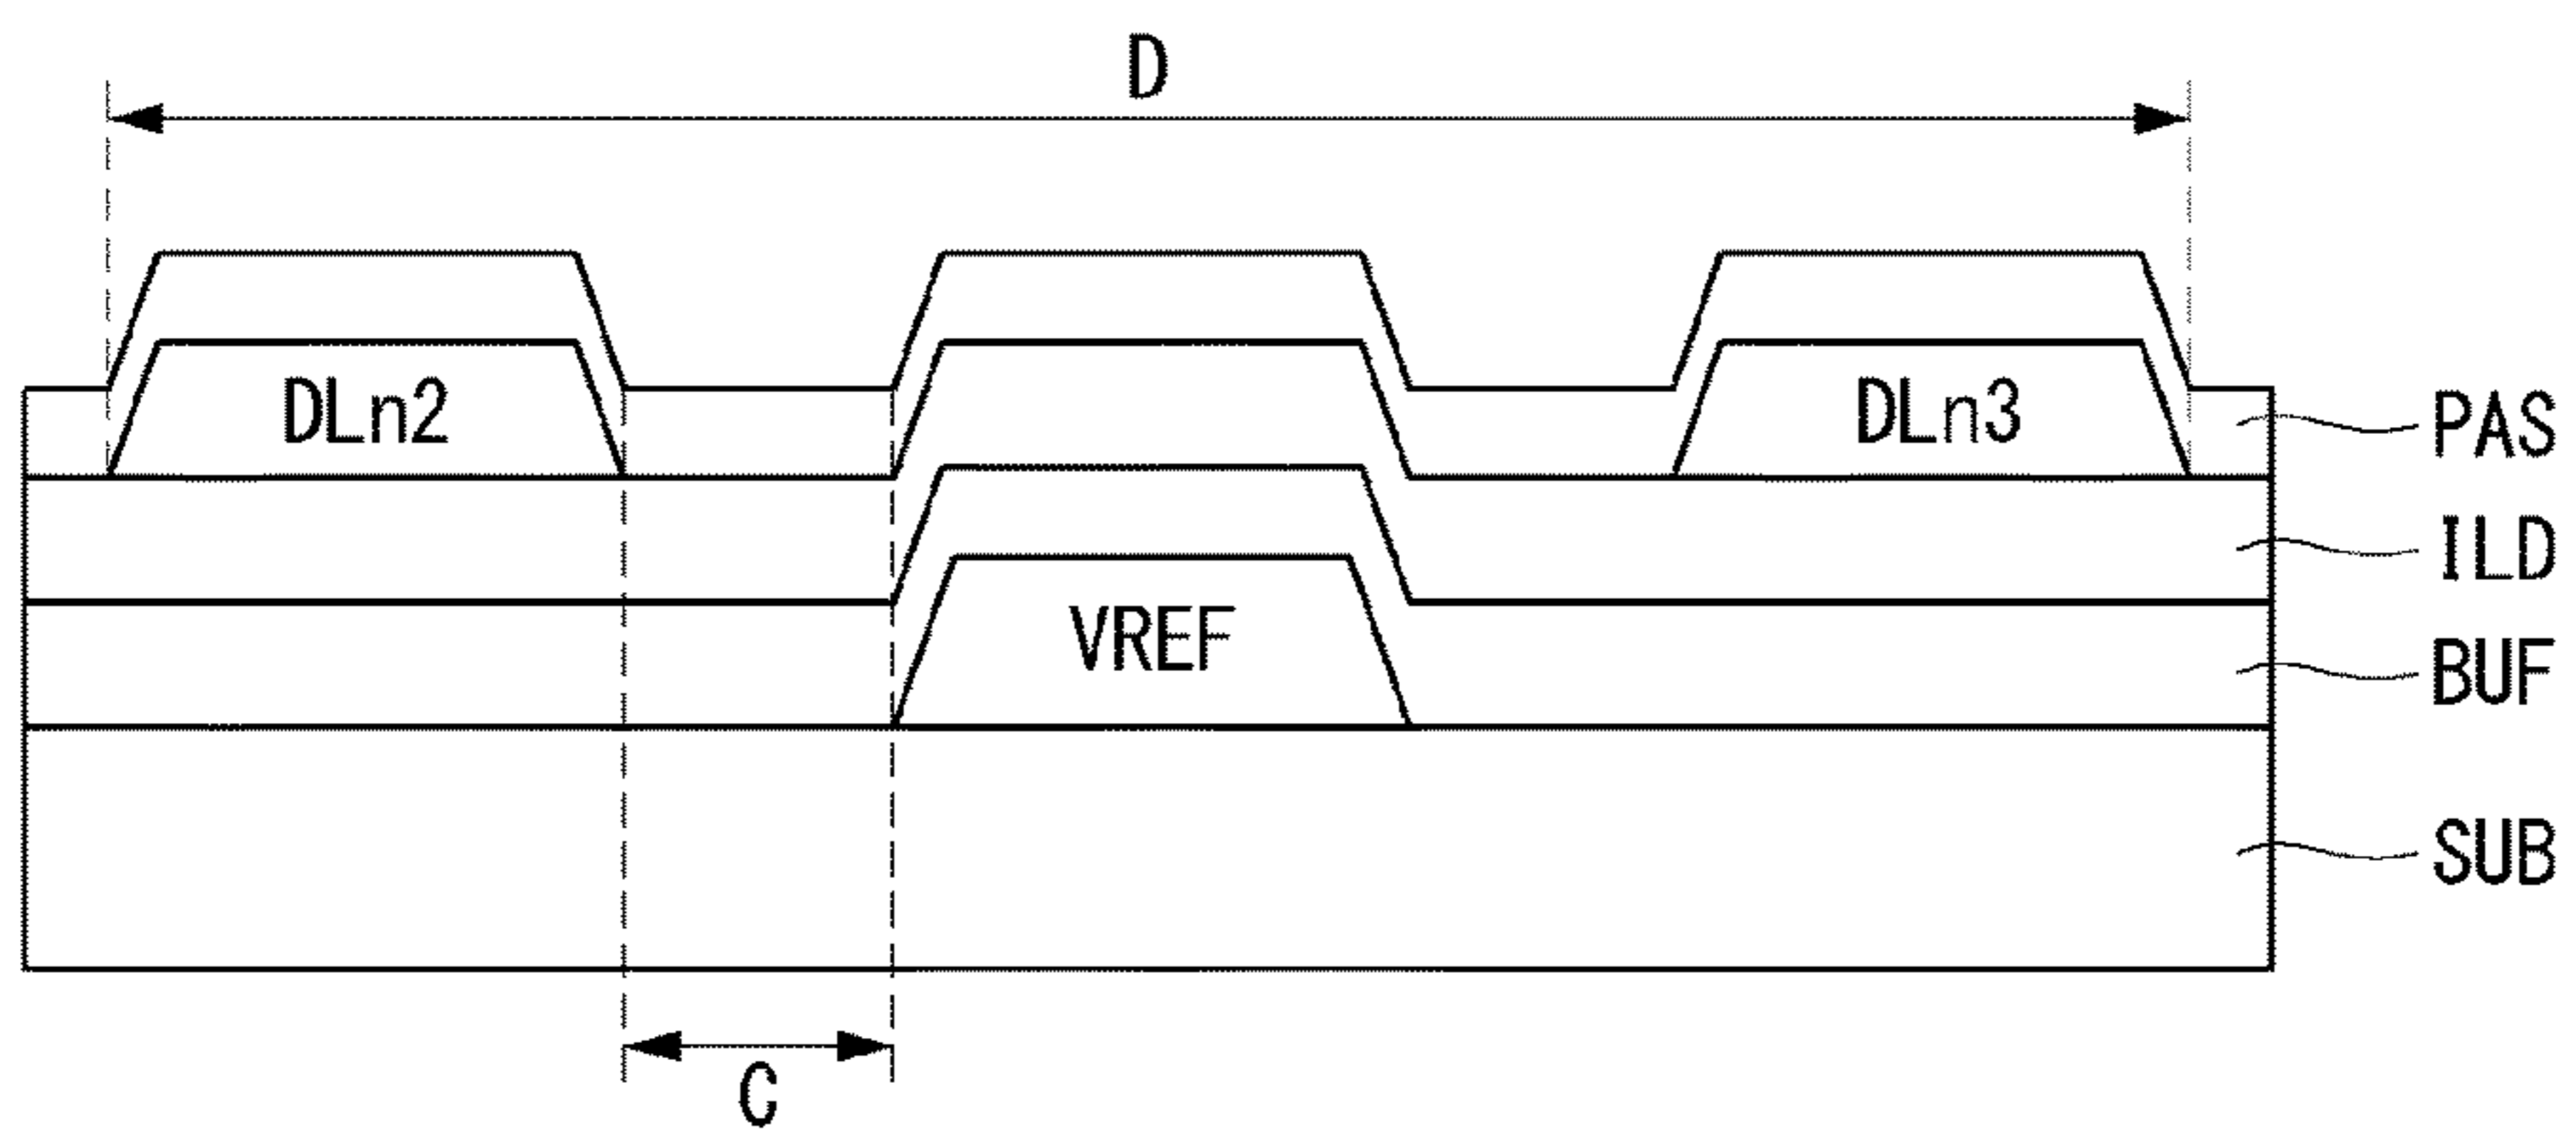 D
DLn2
DLn3
PAS
ILD
VREF
BUF
SUB
C